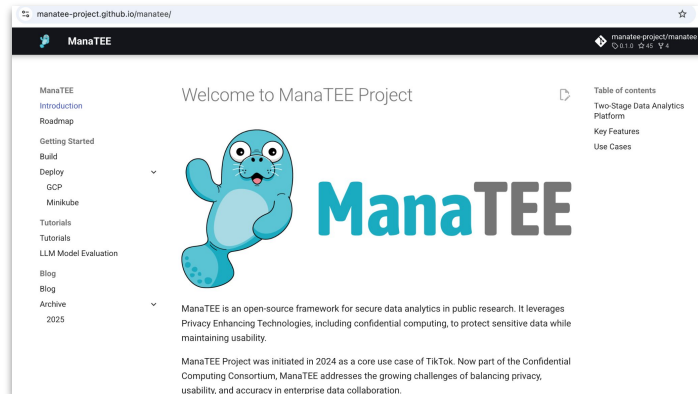 manatee-project.github.io/manatee/
ManaTEE
manatee-project/manatee
0.1.0 45 4
ManaTEE
Introduction
Roadmap
Getting Started
Build
Deploy
GCP
Minikube
Tutorials
Tutorials
LLM Model Evaluation
Blog
Blog
Archive
2025
Welcome to ManaTEE Project
ManaTEE
ManaTEE is an open-source framework for secure data analytics in public research. It leverages
Privacy Enhancing Technologies, including confidential computing, to protect sensitive data while
maintaining usability.
ManaTEE Project was initiated in 2024 as a core use case of TikTok. Now part of the Confidential
Computing Consortium, ManaTEE addresses the growing challenges of balancing privacy,
usability, and accuracy in enterprise data collaboration.
Table of contents
Two-Stage Data Analytics
Platform
Key Features
Use Cases